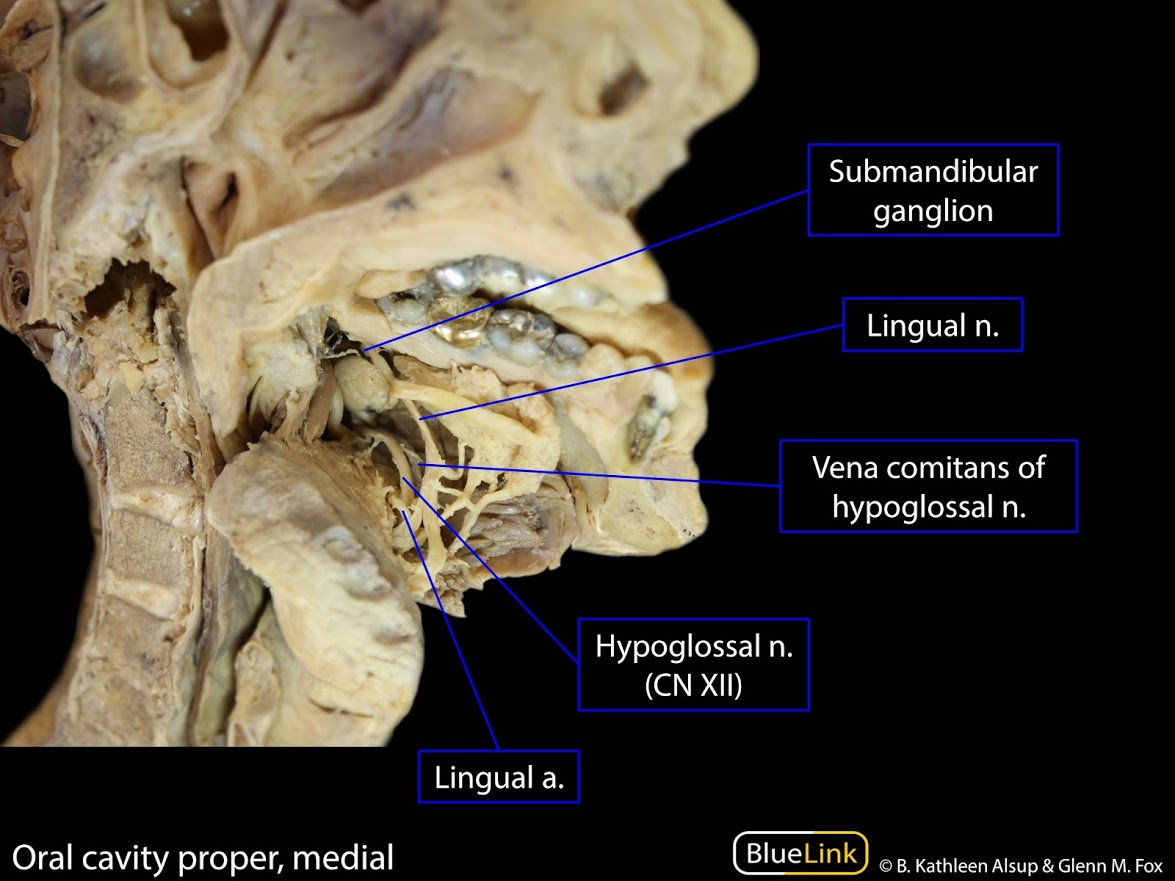 Submandibular
ganglion
Lingual n.
Vena comitans of
hypoglossal n.
Hypoglossal n.
(CN XII)
Lingual a.
Oral cavity proper, medial
BlueLink
© B. Kathleen Alsup & Glenn M. Fox